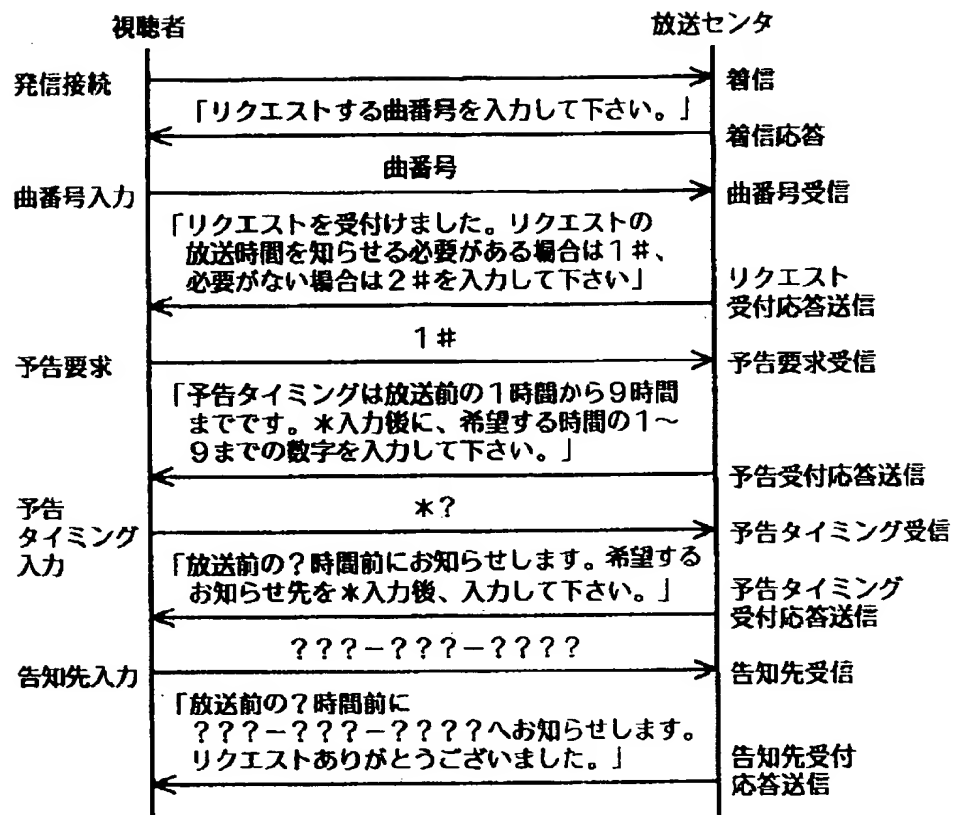 視聴者
放送センタ
発信接続
着信
「リクエストする曲番号を入力して下さい。」
着信応答
曲番号
曲番号入力
曲番号受信
「リクエストを受付けました。リクエストの
放送時間を知らせる必要がある場合は1#、
必要がない場合は2#を入力して下さい」
リクエスト
受付応答送信
1#
予告要求
予告要求受信
「予告タイミングは放送前の1時間から9時間
までです。*入力後に、希望する時間の1~
9までの数字を入力して下さい。」
予告受付応答送信
予告
タイミング
入力
*?
予告タイミング受信
「放送前の?時間前にお知らせします。希望する
お知らせ先を*入力後、入力して下さい。」
予告タイミング
受付応答送信
???-???-????
告知先入力
告知先受信
「放送前の?時間前に
???-???-????へお知らせします。
リクエストありがとうございました。」
告知先受付
応答送信